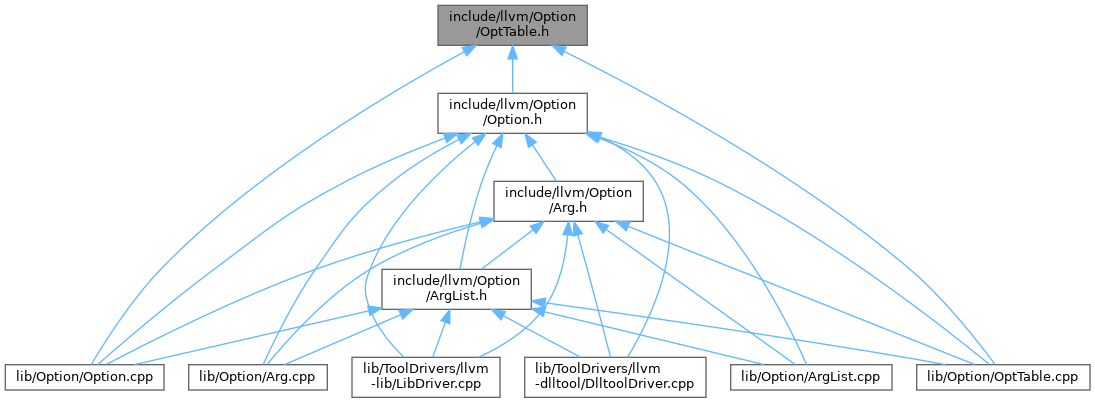 include/llvm/Option
/OptTable.h
include/llvm/Option
/Option.h
include/llvm/Option
/Arg.h
include/llvm/Option
/ArgList.h
lib/Option/Option.cpp
lib/Option/Arg.cpp
lib/ToolDrivers/llvm
-lib/LibDriver.cpp
lib/ToolDrivers/llvm
-dlltool/DlltoolDriver.cpp
lib/Option/ArgList.cpp
lib/Option/OptTable.cpp